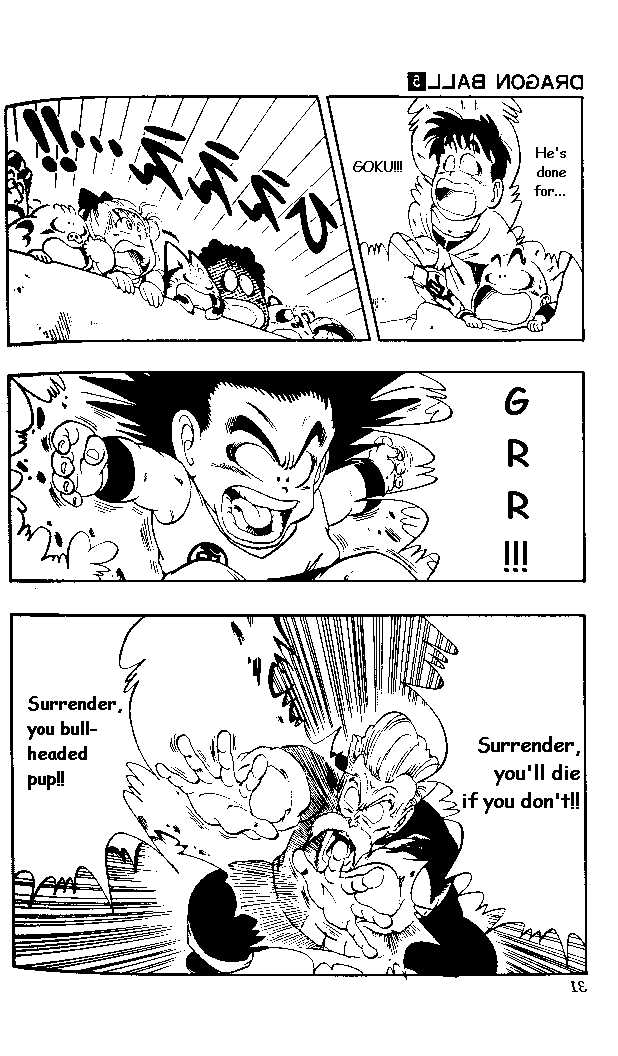 DRAGON BALL 5
He's
done
for...
GOKU!!!
G
R
R
!!!
Surrender,
you'll die
if you don't!!
Surrender,
you bull-
headed
pup!!
31